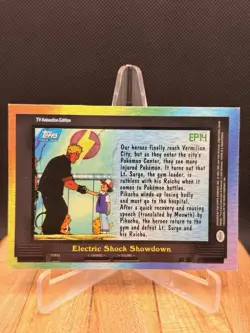 TV Animation Edition
Topps
EP14
Our heroes finally reach Vermilion
City, but as they enter the city's
Pokémon Center, they see many
injured Pokémon. It turns out that
Lt. Surge, the gym leader, is
ruthless with his Raichu when it
comes to Pokémon battles.
Pikachu winds up losing badly
and must go to the hospital.
After a quick recovery and rousing
speech (translated by Meowth) by
Pikachu, the heroes return to the
gym and defeat Lt. Surge and
his Raichu.
Electric Shock Showdown